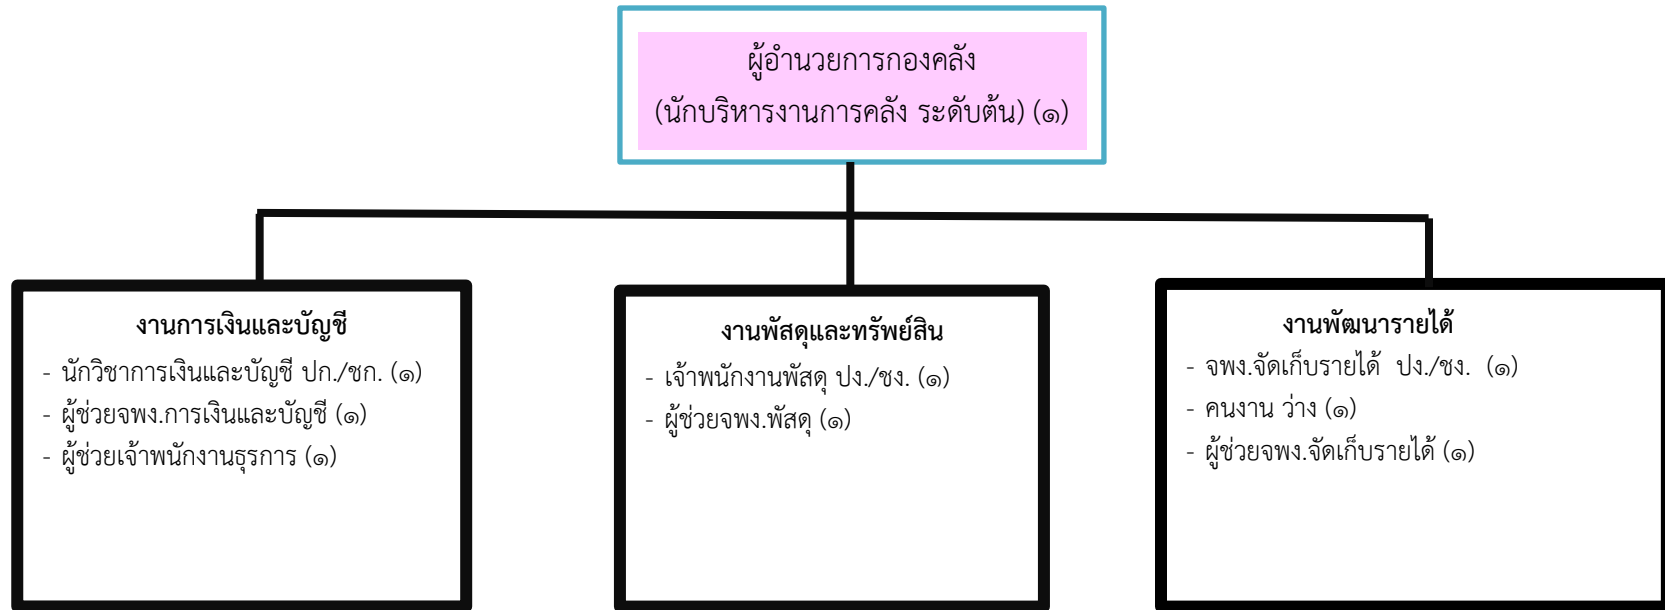 ผู้อำนวยการกองคลัง
(นักบริหารงานการคลัง ระดับต้น) (๑)
งานการเงินและบัญชี
- นักวิชาการเงินและบัญชี ปก./ชก. (๑)
- ผู้ช่วยจพง.การเงินและบัญชี (๑)
- ผู้ช่วยเจ้าพนักงานธุรการ (๑)
งานพัสดุและทรัพย์สิน
- เจ้าพนักงานพัสดุ ปง./ชง. (๑)
- ผู้ช่วยจพง.พัสดุ (๑)
งานพัฒนารายได้
- จพง.จัดเก็บรายได้ ปง./ชง. (๑)
- คนงาน ว่าง (๑)
- ผู้ช่วยจพง.จัดเก็บรายได้ (๑)